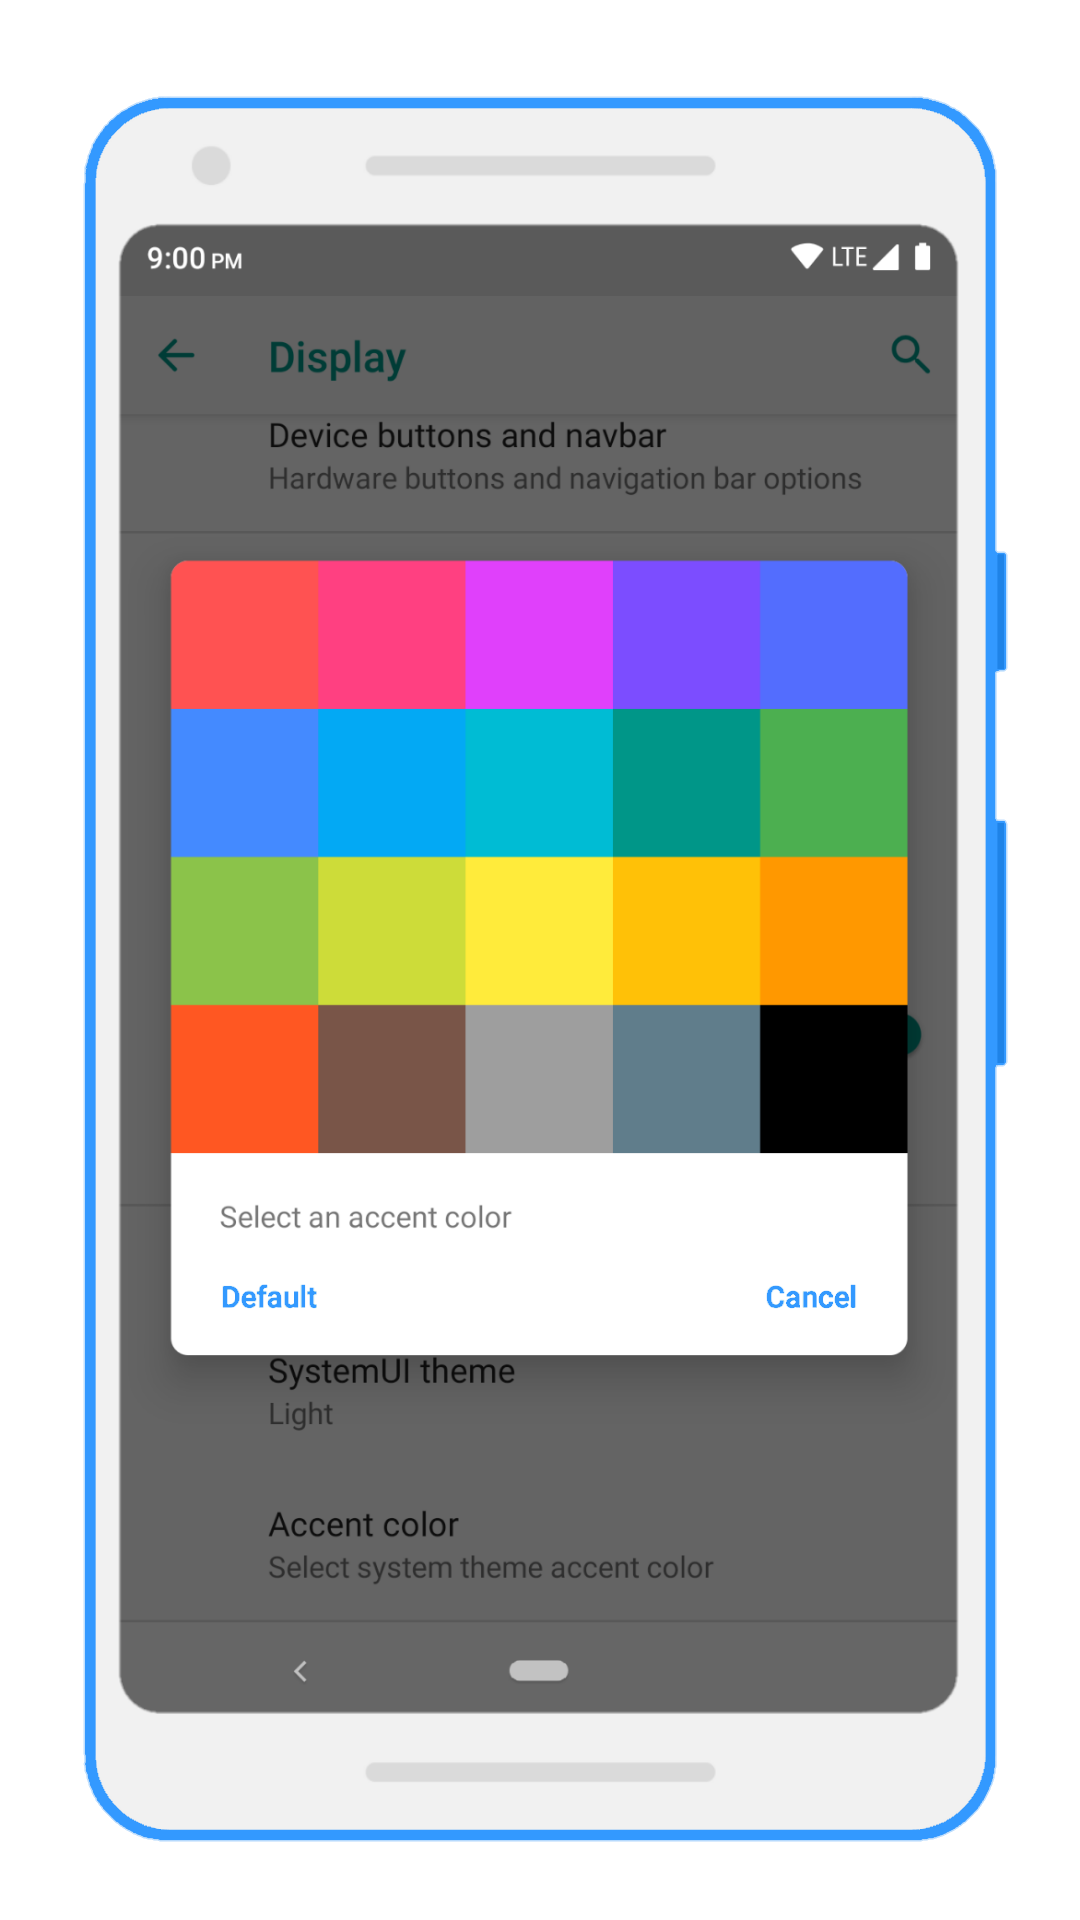 9:00 PM LTE
Display
Device buttons and navbar
Hardware buttons and navigation bar options
Select an accent color
Default Cancel
SystemUI theme
Light
Accent color
Select system theme accent color